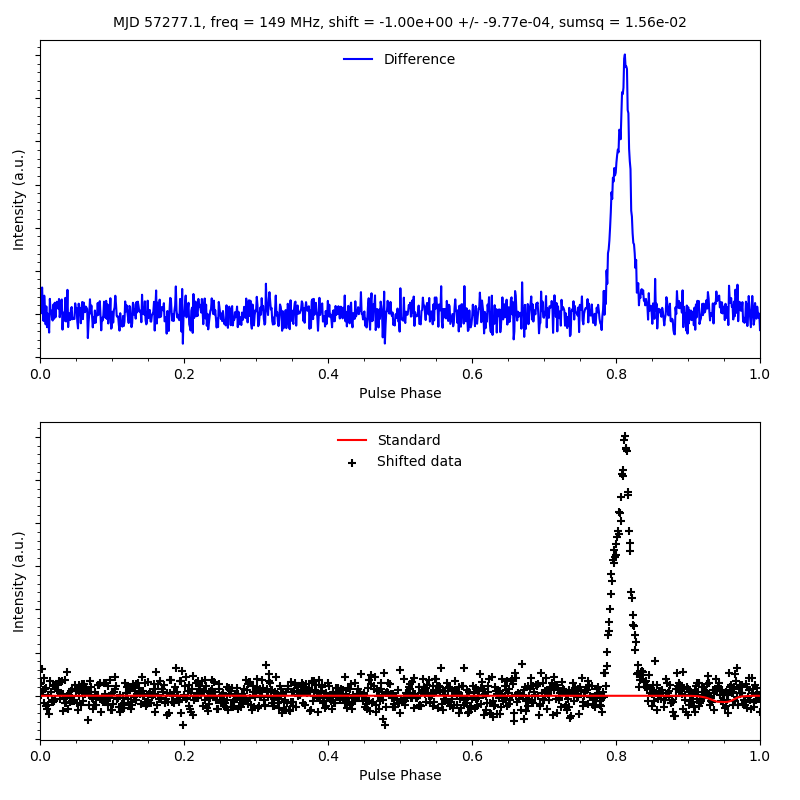 MJD 57277.1, freq = 149 MHz, shift = -1.00e+00 +/- -9.77e-04, sumsq = 1.56e-02
Difference
Intensity (a.u.)
0.0 0.2 0.4 0.6 0.8 1.0
Pulse Phase
Standard
Shifted data
Intensity (a.u.)
0.0 0.2 0.4 0.6 0.8 1.0
Pulse Phase